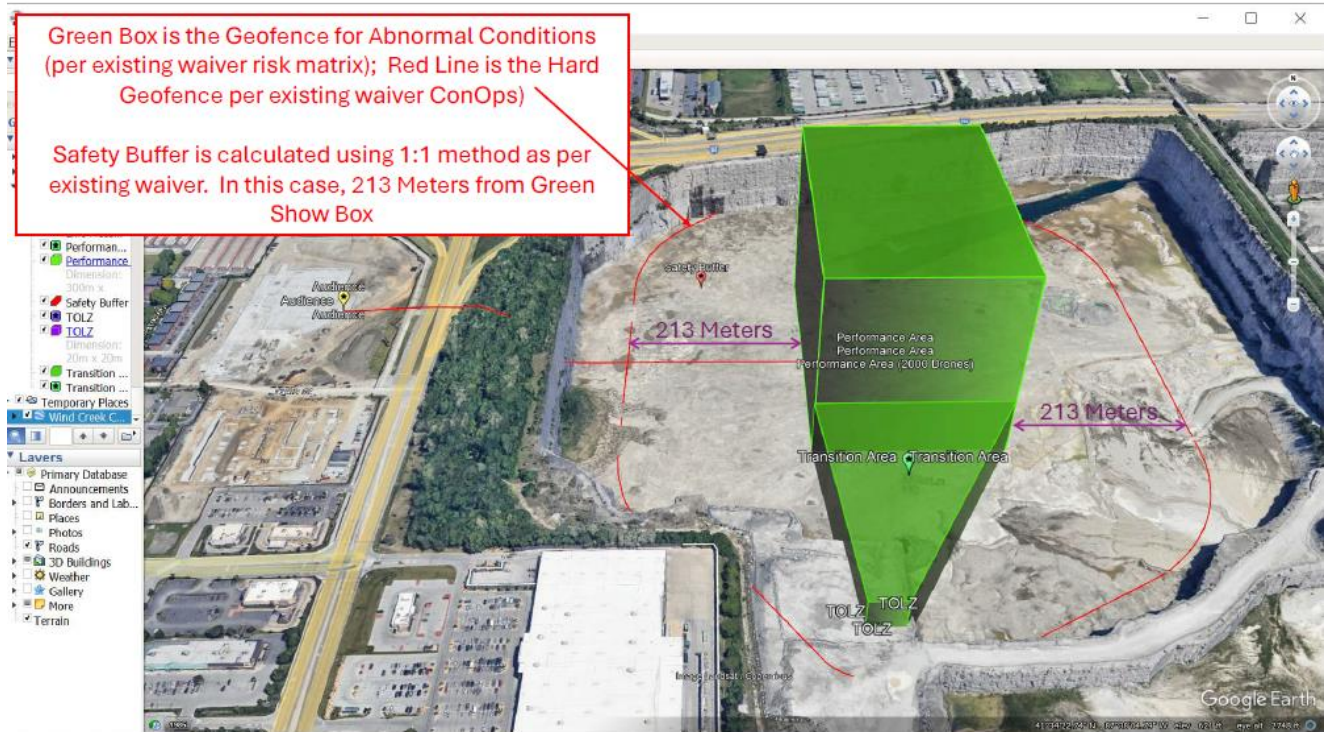 Green Box is the Geofence for Abnormal Conditions
(per existing waiver risk matrix); Red Line is the Hard
Geofence per existing waiver ConOps)
Safety Buffer is calculated using 1:1 method as per
existing waiver. In this case, 213 Meters from Green
Show Box
Performan...
Performance
Dimension:
300m x
Safety Buffer
TOLZ
TOLZ
Dimension:
20m x 20m
Transition ...
Transition ...
Temporary Places
Wind Creek C...
Layers
Primary Database
Announcements
Borders and Lab...
Places
Photos
Roads
3D Buildings
Weather
Gallery
More
Terrain
Audience
Audience
Audience
Safety Buffer
213 Meters
Performance Area
Performance Area
Performance Area (2000 Drones)
213 Meters
Transition Area
Transition Area
TOLZ
TOLZ
TOLZ
N
Google Earth
1985